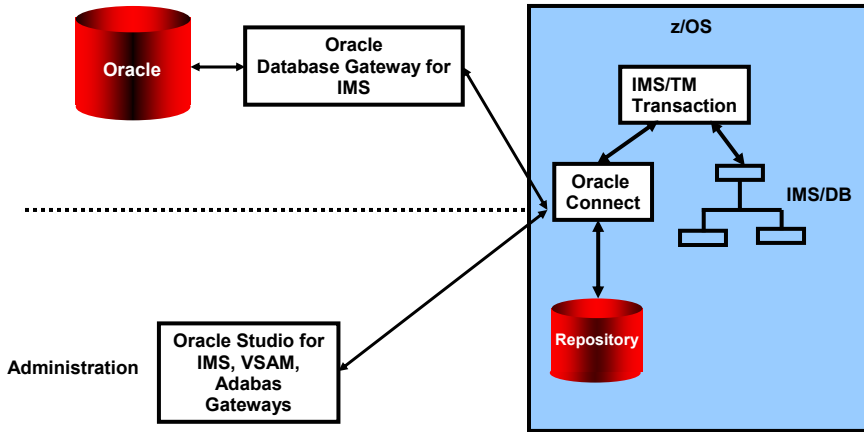 z/OS
Oracle
Oracle
Database Gateway for
IMS
IMS/TM
Transaction
Oracle
Connect
IMS/DB
Repository
Administration
Oracle Studio for
IMS, VSAM,
Adabas
Gateways